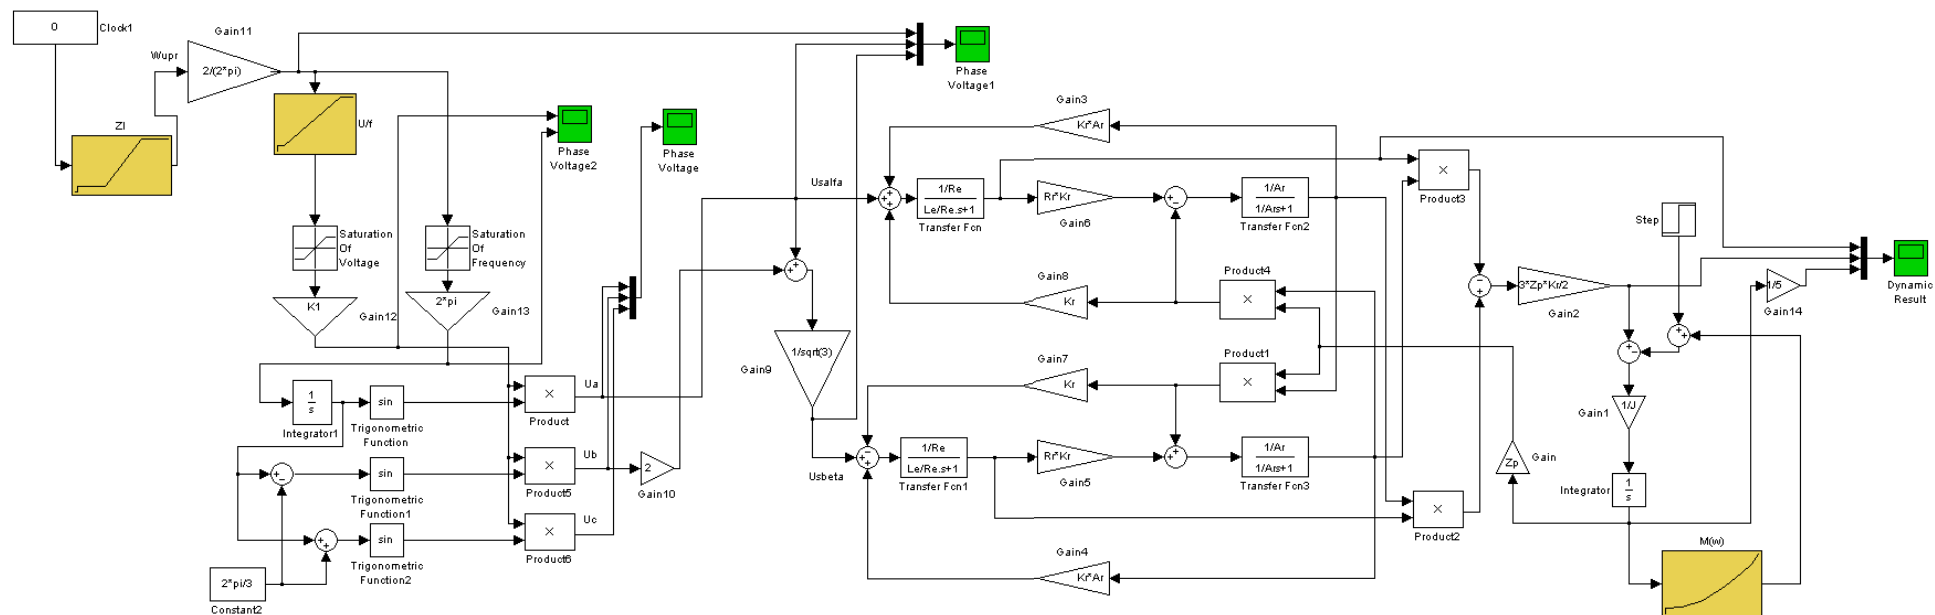 0
Clock1
Gain11
Wupr
2/(2*pi)
ZI
U/f
Phase
Voltage2
Phase
Voltage
Phase
Voltage1
Saturation
Of
Voltage
Saturation
Of
Frequency
K1
Gain12
2*pi
Gain13
1
s
Integrator1
sin
Trigonometric
Function
sin
Trigonometric
Function1
sin
Trigonometric
Function2
2*pi/3
Constant2
×
Product
Ua
×
Product5
Ub
×
Product6
Uc
2
Gain10
1/sqrt(3)
Gain9
Usalfa
Usbeta
Gain3
Kr*Ar
1/Re
Le/Re.s+1
Transfer Fcn
Rr*Kr
Gain6
1/Ar
1/Ars+1
Transfer Fcn2
Gain8
Kr
Product4
×
Gain7
Kr
Product1
×
1/Re
Le/Re.s+1
Transfer Fcn1
Rr*Kr
Gain5
1/Ar
1/Ars+1
Transfer Fcn3
Gain4
Kr*Ar
×
Product3
×
Product2
3*Zp*Kr/2
Gain2
Step
1/5
Gain14
Dynamic
Result
Gain1
1/J
Zp
Gain
Integrator
1
s
M(w)